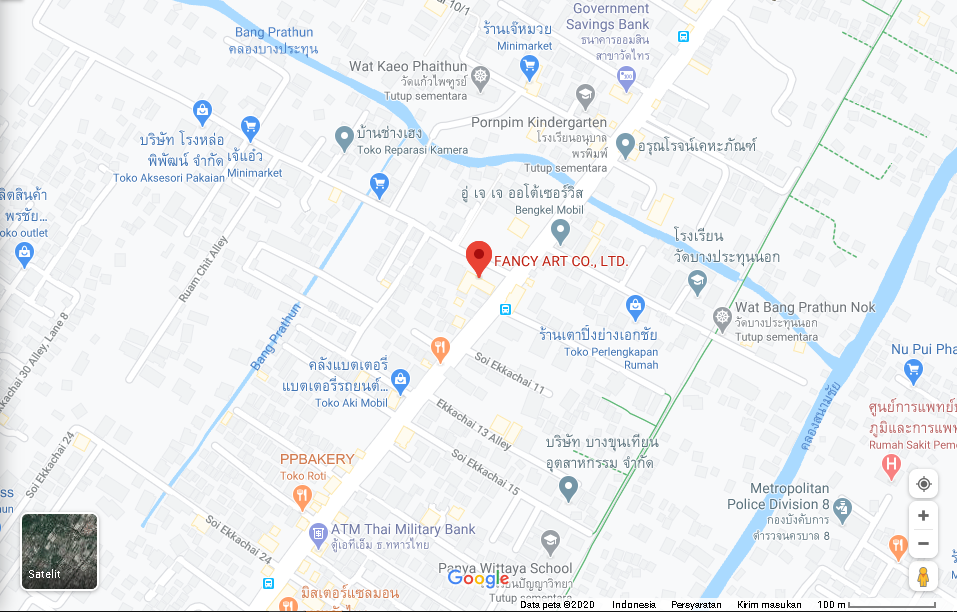 Ekkachai 10/1
Government
Savings Bank
ธนาคารออมสิน
สาขาวัดไทร
Bang Prathun
คลองบางประทุน
ร้านเจ๊หมวย
Minimarket
Wat Kaeo Phaithun
วัดแก้วไพฑูรย์
Tutup sementara
Pornpim Kindergarten
โรงเรียนอนุบาล
พรพิมพ์
Tutup sementara
บ้านช่างเฮง
Toko Reparasi Kamera
อรุณโรจน์เคหะภัณฑ์
บริษัท โรงหล่อ
พิพัฒน์ จำกัด
Toko Aksesori Pakaian
เจ๊แอ๋ว
Minimarket
ลิตสินค้า
พรชัย...
oko outlet
อู่ เจ เจ ออโต้เซอร์วิส
Bengkel Mobil
โรงเรียน
วัดบางประทุนนอก
FANCY ART CO., LTD.
Ruam Chit Alley
Wat Bang Prathun Nok
วัดบางประทุนนอก
Tutup sementara
Bang Prathun
ร้านเตาปิ้งย่างเอกชัย
Toko Perlengkapan
Rumah
Nu Pui Pha
Soi Ekkachai 11
คลังแบตเตอรี่
แบตเตอรี่รถยนต์...
Toko Aki Mobil
Ekkachai 30 Alley, Lane 8
คลองสนามชัย
ศูนย์การแพทย์
ภูมิและการแพท
Rumah Sakit Peme
Ekkachai 13 Alley
Soi Ekkachai 15
บริษัท บางขุนเทียน
อุตสาหกรรม จำกัด
Soi Ekkachai 24
PPBAKERY
Toko Roti
Metropolitan
Police Division 8
กองบังคับการ
ตำรวจนครบาล 8
Soi Ekkachai 24
ATM Thai Military Bank
ตู้เอทีเอ็ม ธ.ทหารไทย
Panya Wittaya School
โรงเรียนปัญญาวิทยา
Tutup sementara
มิสเตอร์แซลมอน
Satelit
Google
Data peta ©2020
Indonesia
Persyaratan
Kirim masukan
100 m